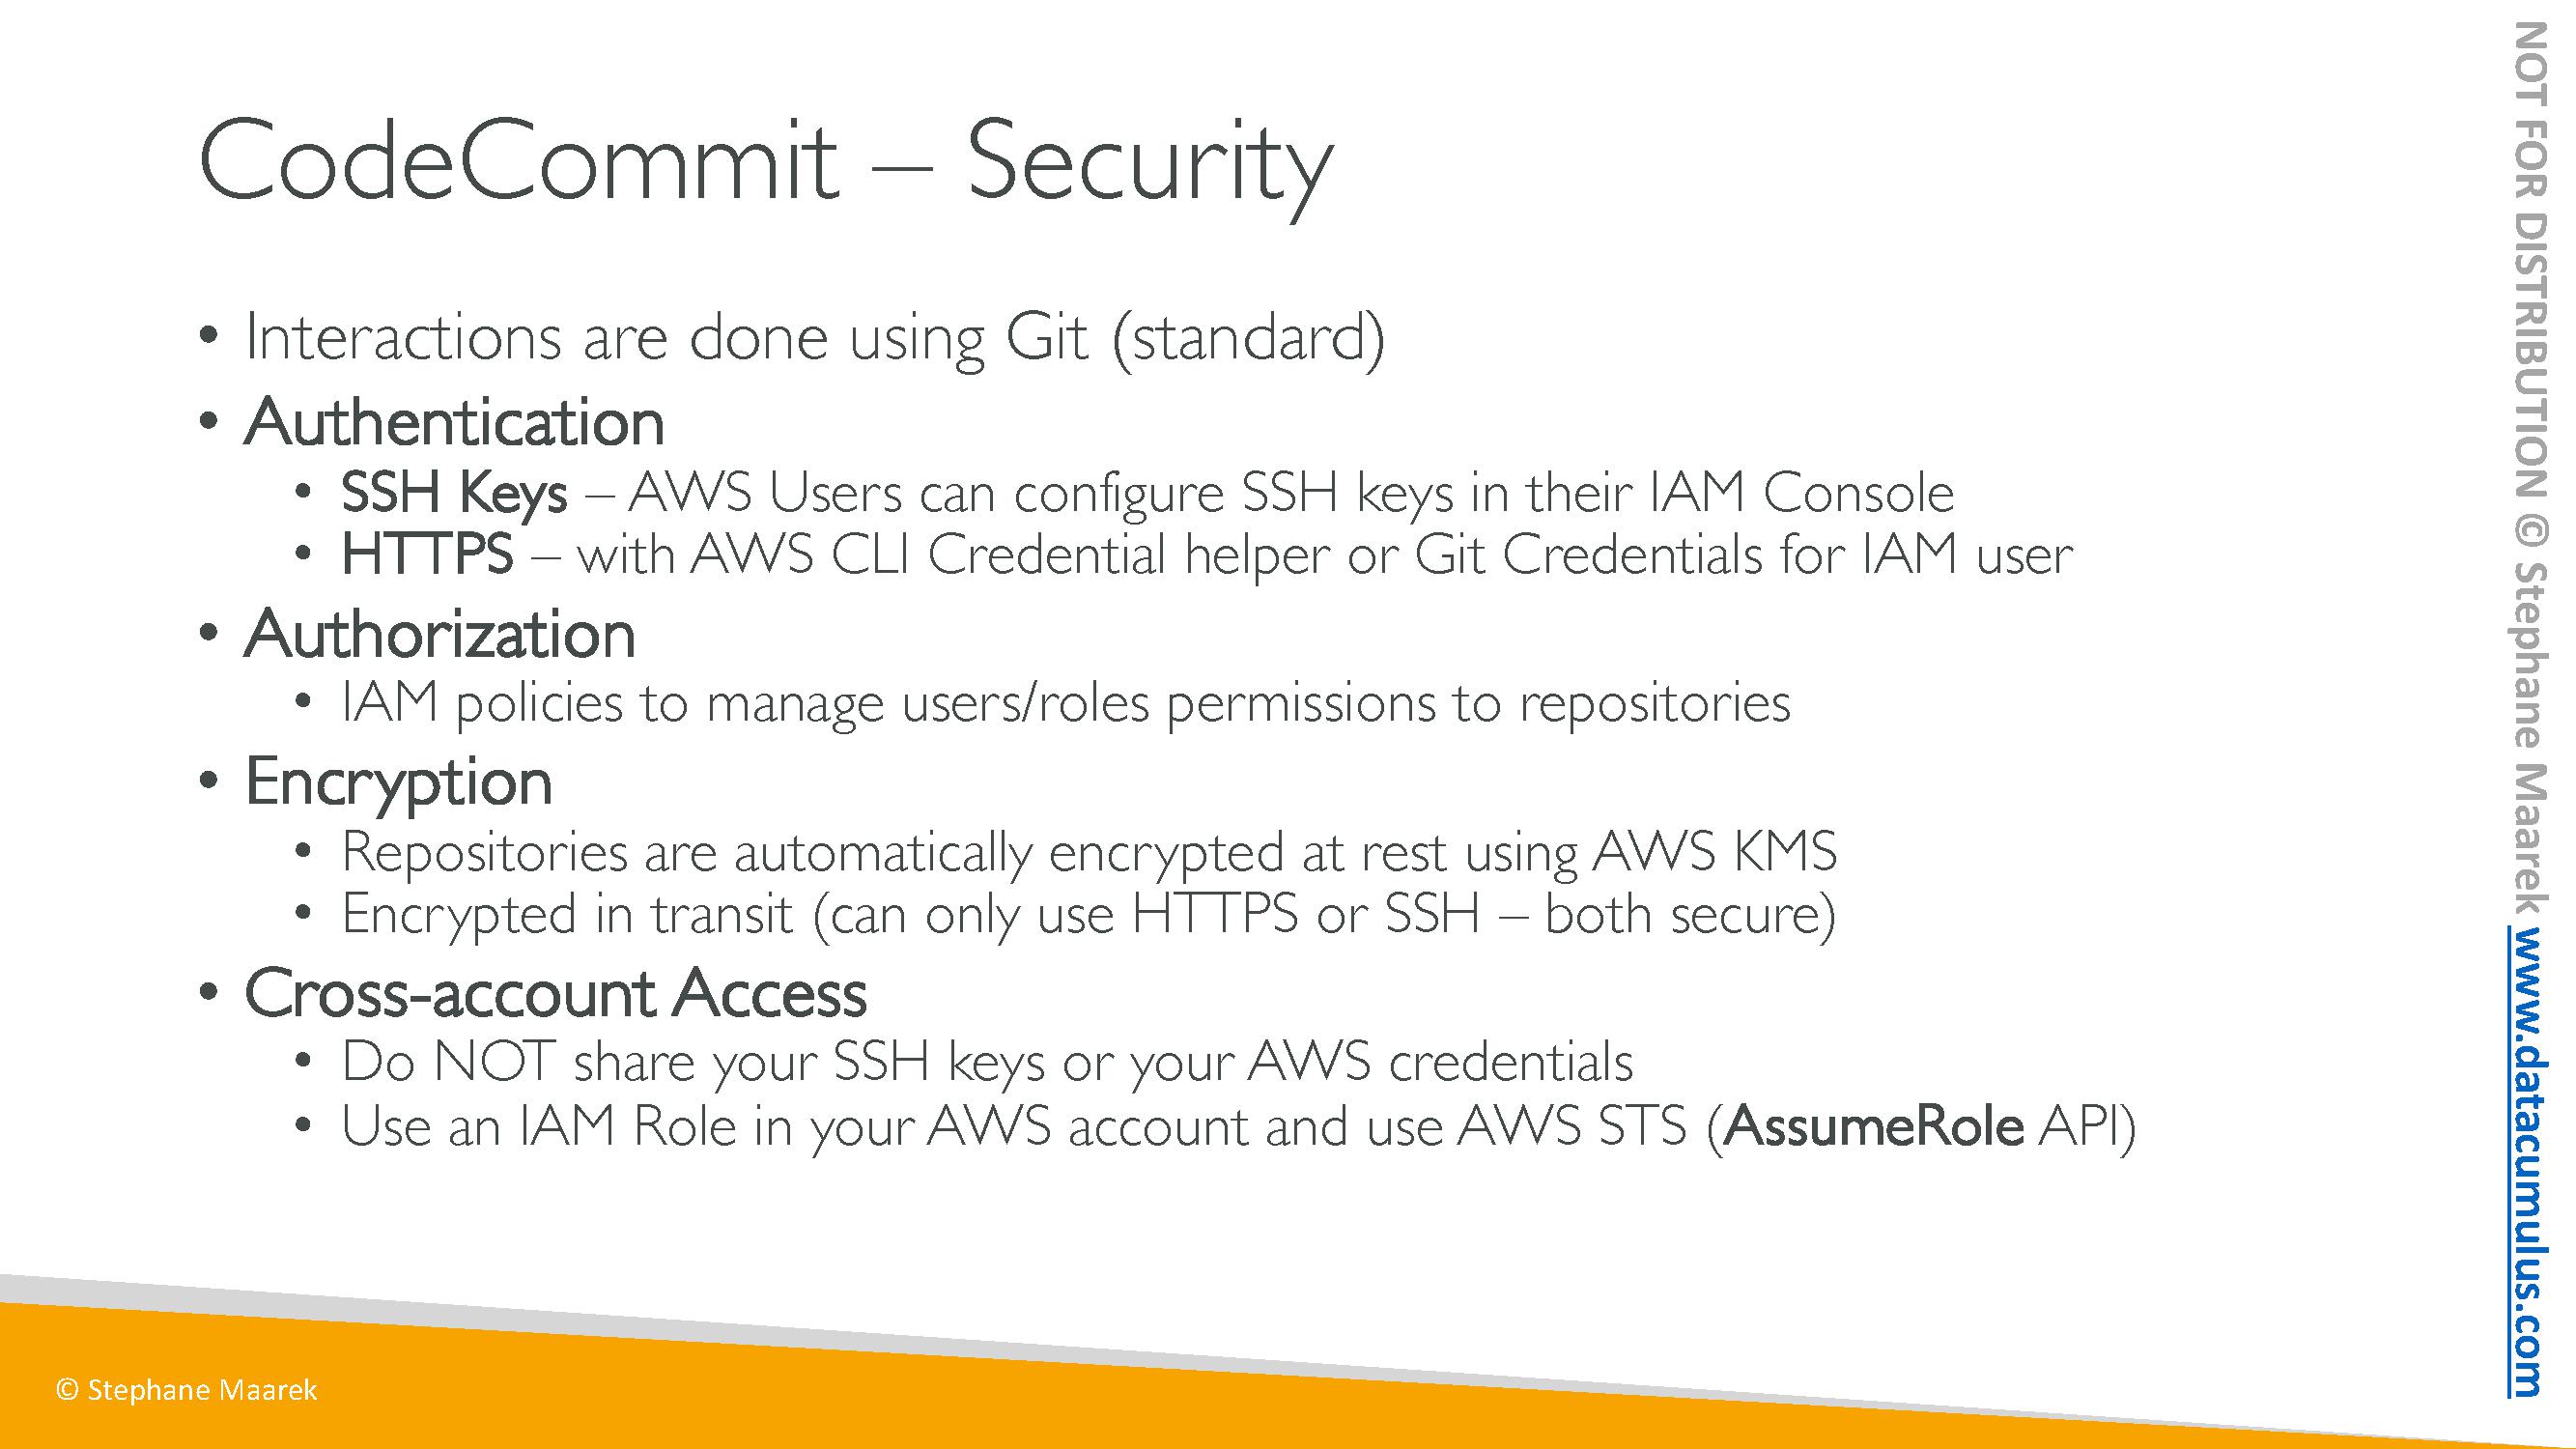 CodeCommit – Security
• Interactions are done using Git (standard)
• Authentication
• SSH Keys – AWS Users can configure SSH keys in their IAM Console
• HTTPS – with AWS CLI Credential helper or Git Credentials for IAM user
• Authorization
• IAM policies to manage users/roles permissions to repositories
• Encryption
• Repositories are automatically encrypted at rest using AWS KMS
• Encrypted in transit (can only use HTTPS or SSH – both secure)
• Cross-account Access
• Do NOT share your SSH keys or your AWS credentials
• Use an IAM Role in your AWS account and use AWS STS (AssumeRole API)
© Stephane Maarek
NOT FOR DISTRIBUTION © Stephane Maarek www.datacumulus.com